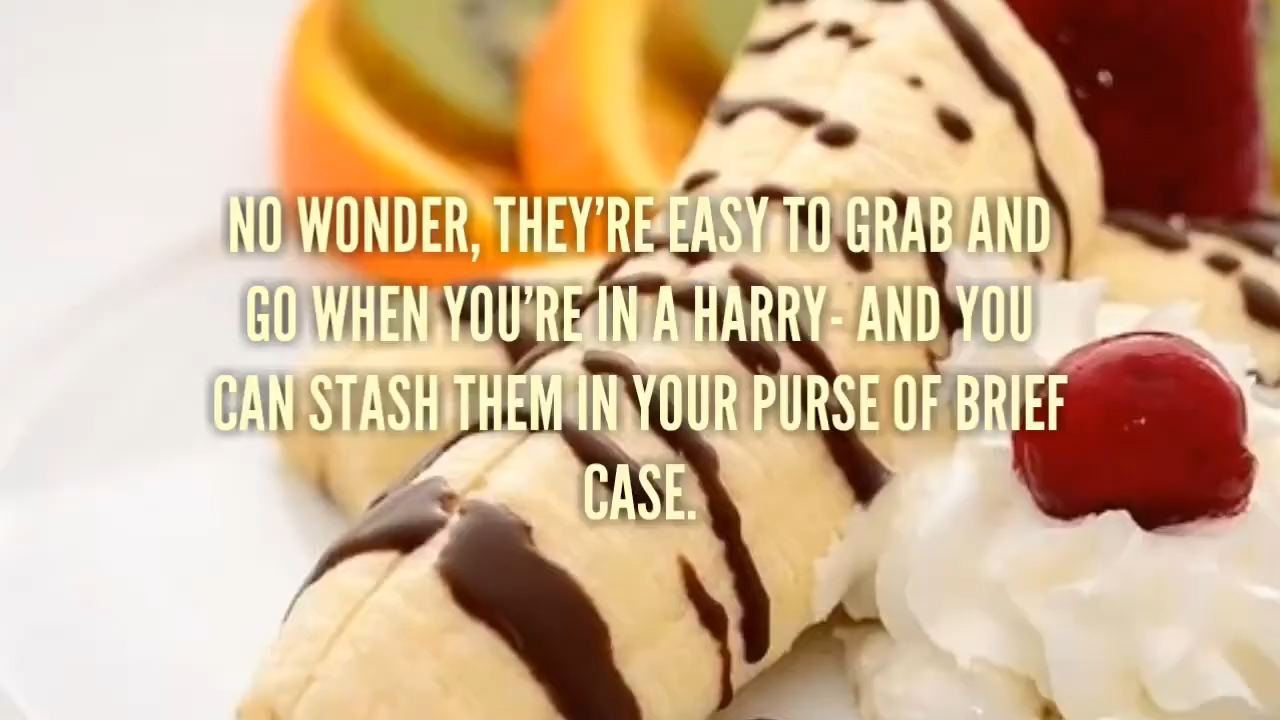 NO WONDER, THEY’RE EASY TO GRAB AND
GO WHEN YOU’RE IN A HARRY- AND YOU
CAN STASH THEM IN YOUR PURSE OF BRIEF
CASE.